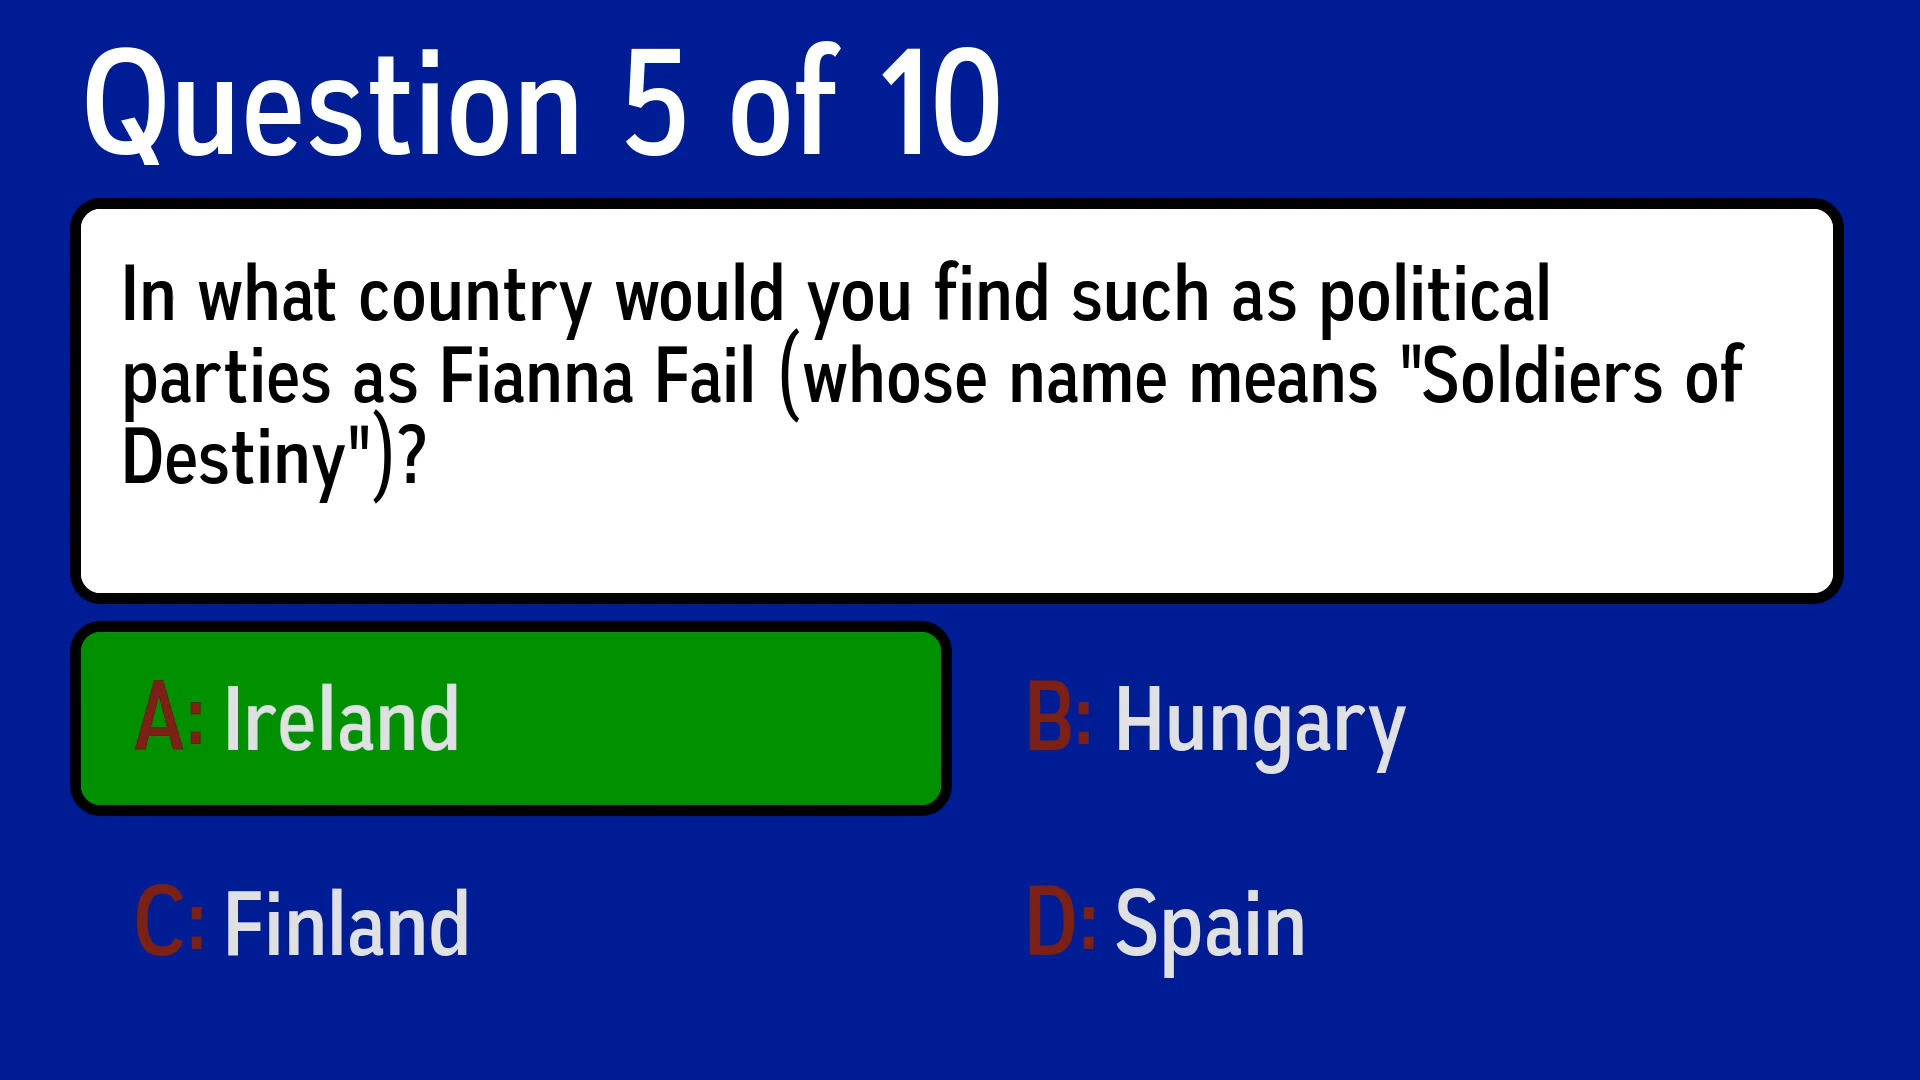 Question 5 of 10
In what country would you find such as political
parties as Fianna Fail (whose name means "Soldiers of
Destiny")?
A: Ireland
B: Hungary
C: Finland
D: Spain